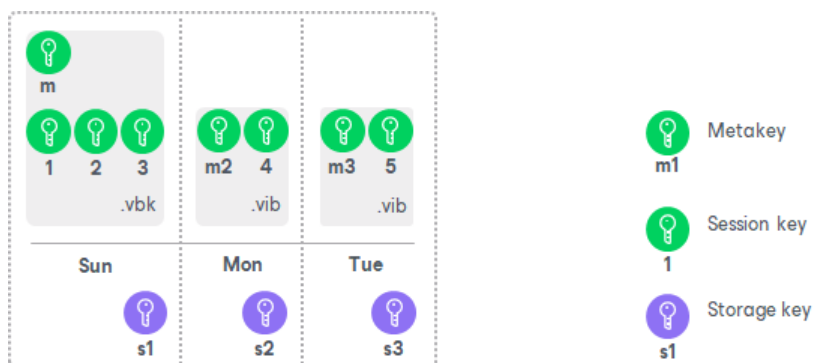 m
1 2 3
.vbk
m2 4
.vib
m3 5
.vib
Sun Mon Tue
s1 s2 s3
Metakey
m1
Session key
1
Storage key
s1